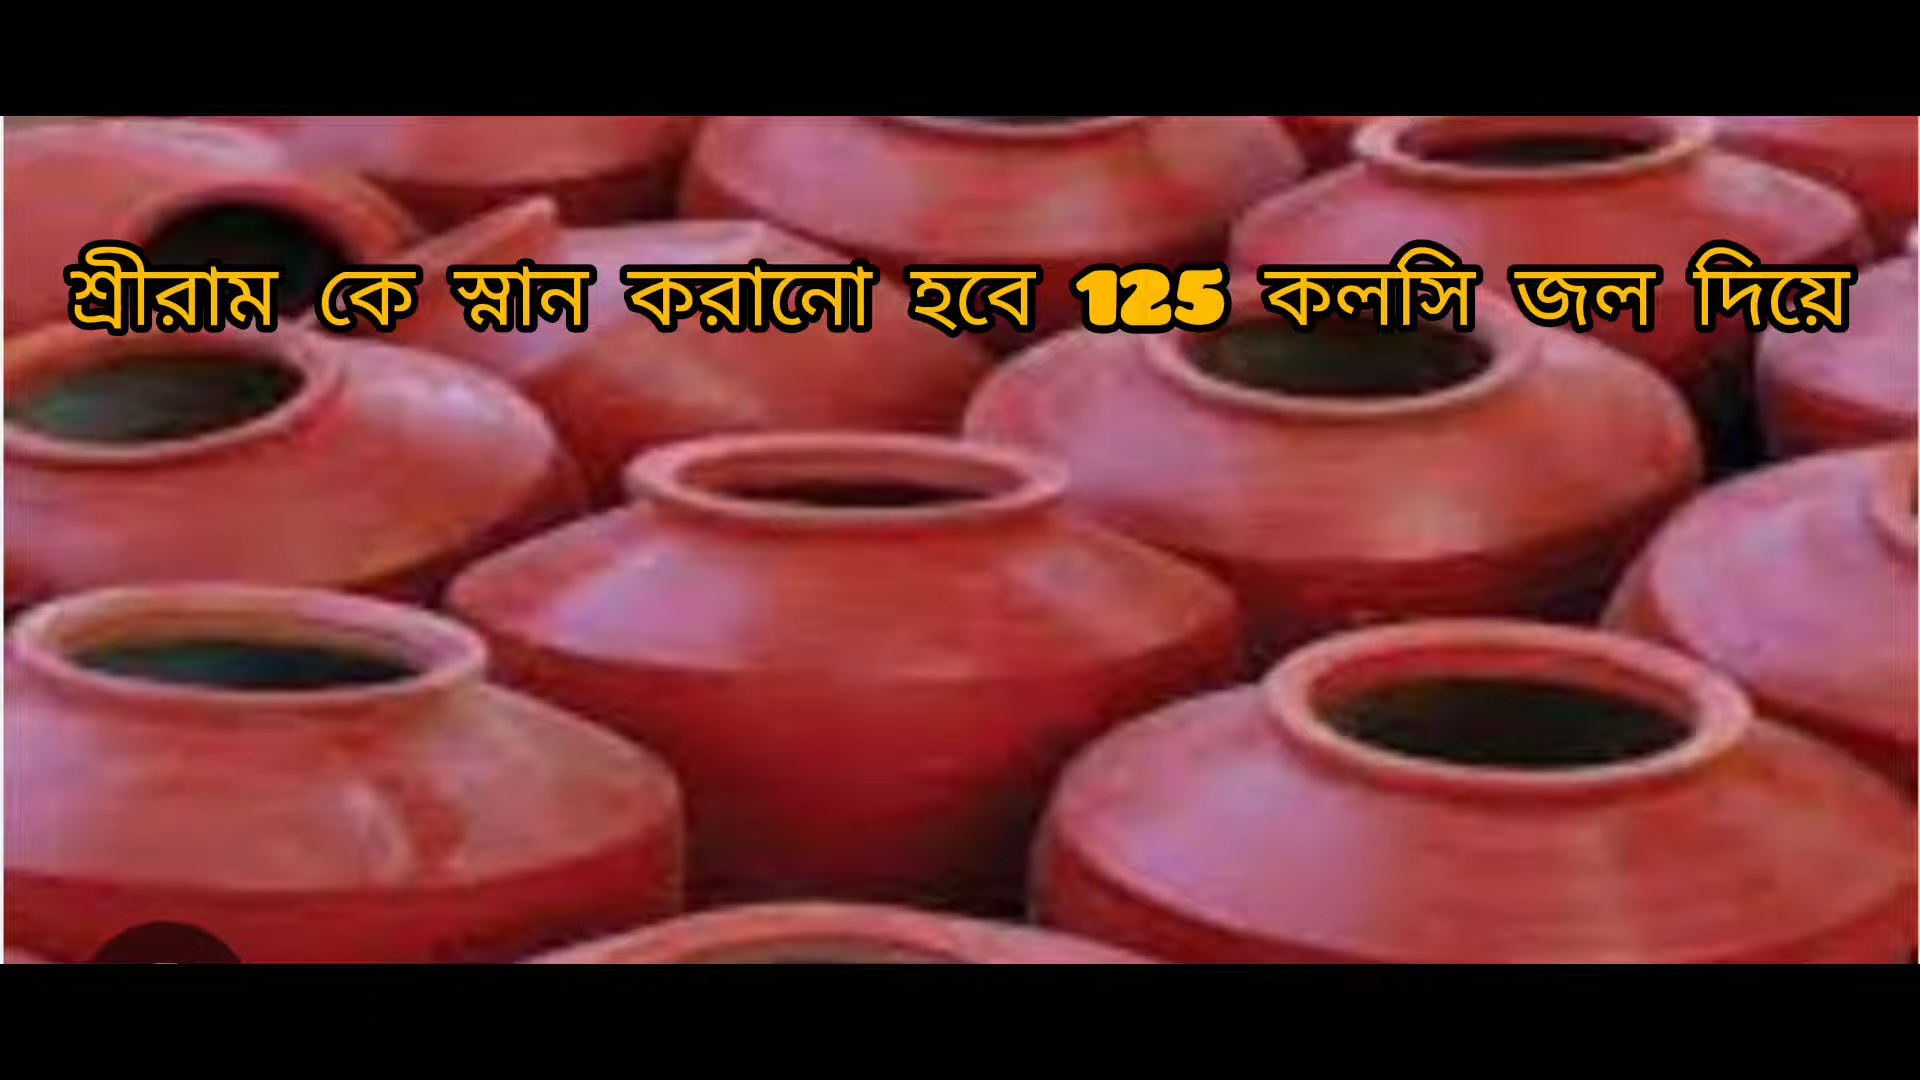 শ্রীরাম কে স্নান করানো হবে 125 কলসি জল দিয়ে